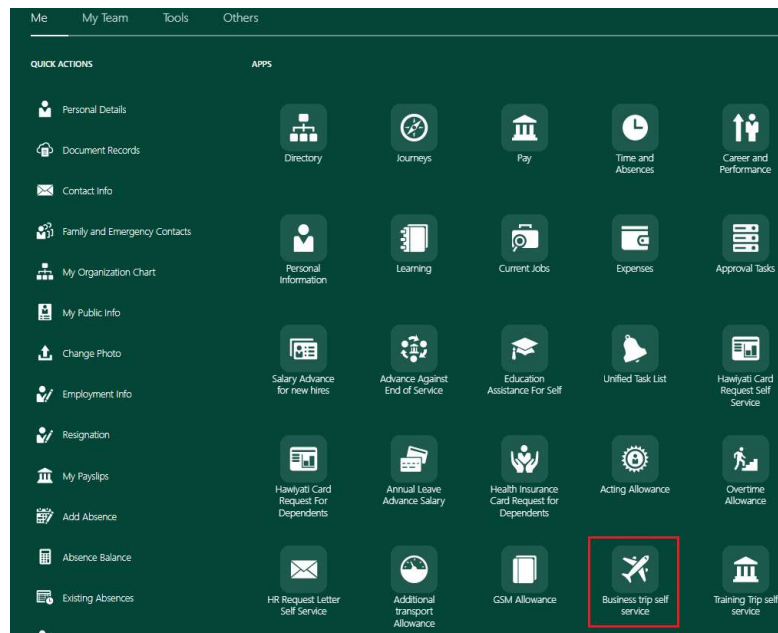 Me My Team Tools Others
QUICK ACTIONS
Personal Details
Document Records
Contact Info
Family and Emergency Contacts
My Organization Chart
My Public Info
Change Photo
Employment Info
Resignation
My Payslips
Add Absence
Absence Balance
Existing Absences
APPS
Directory
Journeys
Pay
Time and
Absences
Career and
Performance
Personal
Information
Learning
Current Jobs
Expenses
Approval Tasks
Salary Advance
for new hires
Advance Against
End of Service
Education
Assistance For Self
Unified Task List
Hawiyati Card
Request Self
Service
Hawiyati Card
Request For
Dependents
Annual Leave
Advance Salary
Health Insurance
Card Request for
Dependents
Acting Allowance
Overtime
Allowance
HR Request Letter
Self Service
Additional
transport
Allowance
GSM Allowance
Business trip self
service
Training Trip self
service